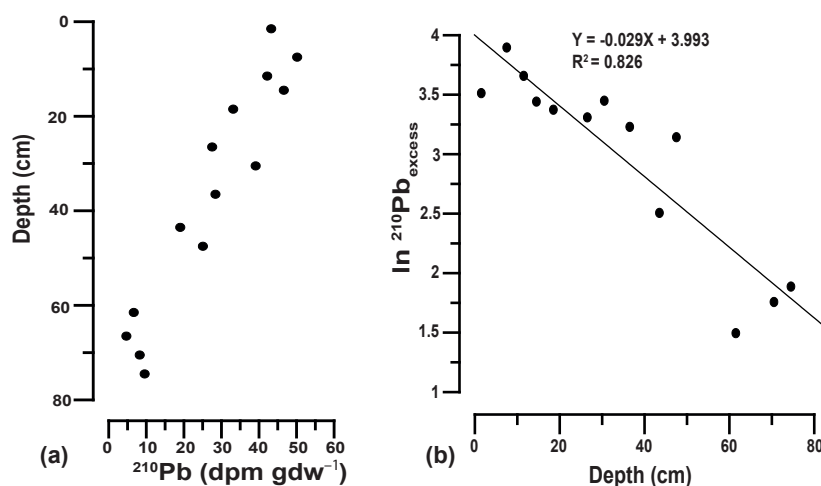 0
20
40
60
80
Depth (cm)
0 10 20 30 40 50 60
(a)
²¹⁰Pb (dpm gdw⁻¹)
Y = -0.029X + 3.993
R² = 0.826
4
3.5
3
2.5
2
1.5
1
ln ²¹⁰Pbexcess
0 20 40 60 80
(b)
Depth (cm)